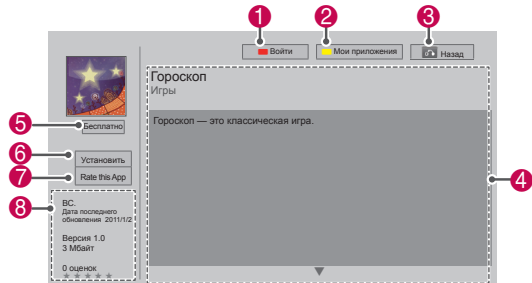 1
2
3
Войти
Мои приложения
Назад
Гороскоп
Игры
Гороскоп — это классическая игра.
4
5
Бесплатно
6
Установить
7
Rate this App
8
ВС.
Дата последнего
обновления 2011/1/2
Версия 1.0
3 Мбайт
0 оценок